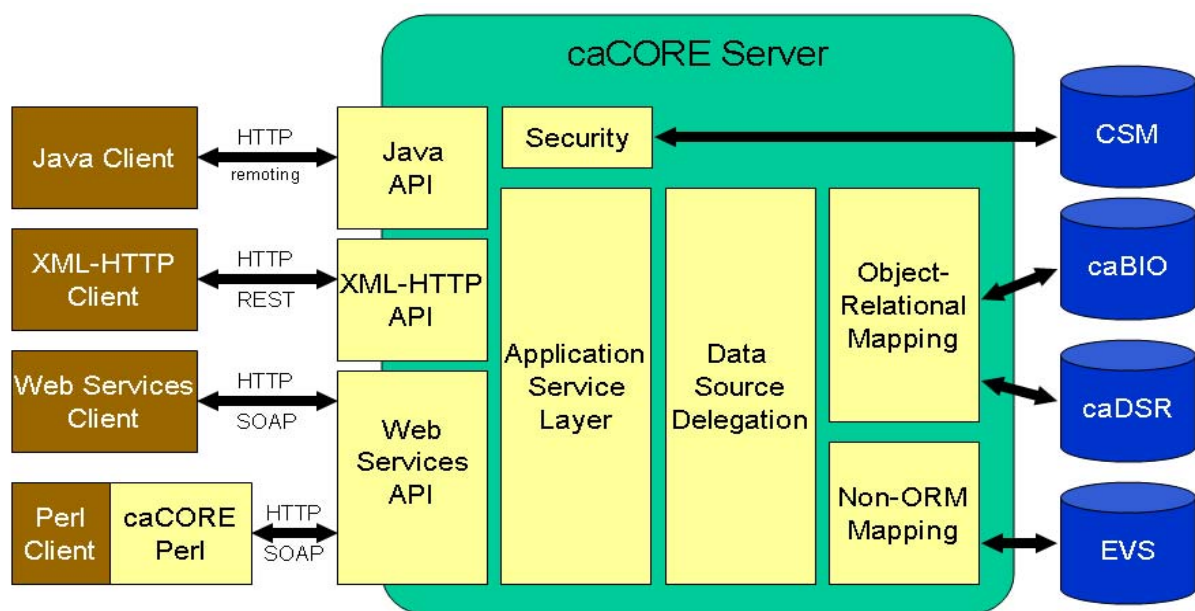 caCORE Server
Java Client
HTTP
remoting
Java
API
Security
CSM
XML-HTTP
Client
HTTP
REST
XML-HTTP
API
Web Services
Client
HTTP
SOAP
Web
Services
API
Perl
Client
caCORE
Perl
HTTP
SOAP
Application
Service
Layer
Data
Source
Delegation
Object-
Relational
Mapping
Non-ORM
Mapping
caBIO
caDSR
EVS